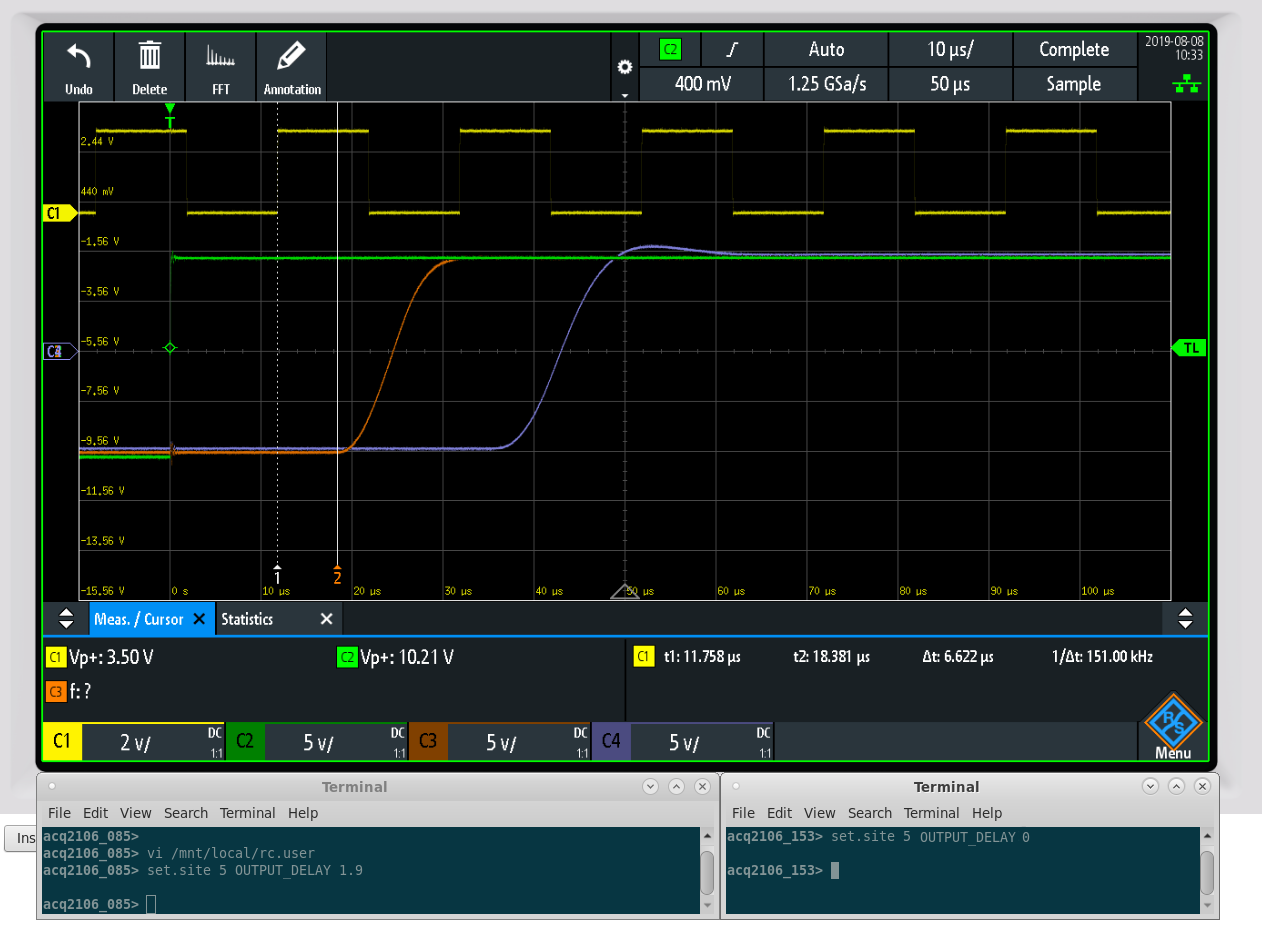 Undo Delete FFT Annotation
C2 Auto 10 µs/ Complete 2019-08-08
10:33
400 mV 1.25 GSa/s 50 µs Sample
T
2.44 V
440 mV
C1
-1.56 V
-3.56 V
-5.56 V
TL
-7.56 V
-9.56 V
-11.56 V
-13.56 V
1 2
-15.56 V 0 s 10 µs 20 µs 30 µs 40 µs 50 µs 60 µs 70 µs 80 µs 90 µs 100 µs
Meas. / Cursor Statistics
C1 Vp+: 3.50 V C2 Vp+: 10.21 V C1 t1: 11.758 µs t2: 18.381 µs Δt: 6.622 µs 1/Δt: 151.00 kHz
C3 f: ?
C1 2 v/ DC 1:1 C2 5 v/ DC 1:1 C3 5 v/ DC 1:1 C4 5 v/ DC 1:1
R S
Menu
Terminal
File Edit View Search Terminal Help
Ins
acq2106_085>
acq2106_085> vi /mnt/local/rc.user
acq2106_085> set.site 5 OUTPUT_DELAY 1.9
acq2106_085>
Terminal
File Edit View Search Terminal Help
acq2106_153> set.site 5 OUTPUT_DELAY 0
acq2106_153>